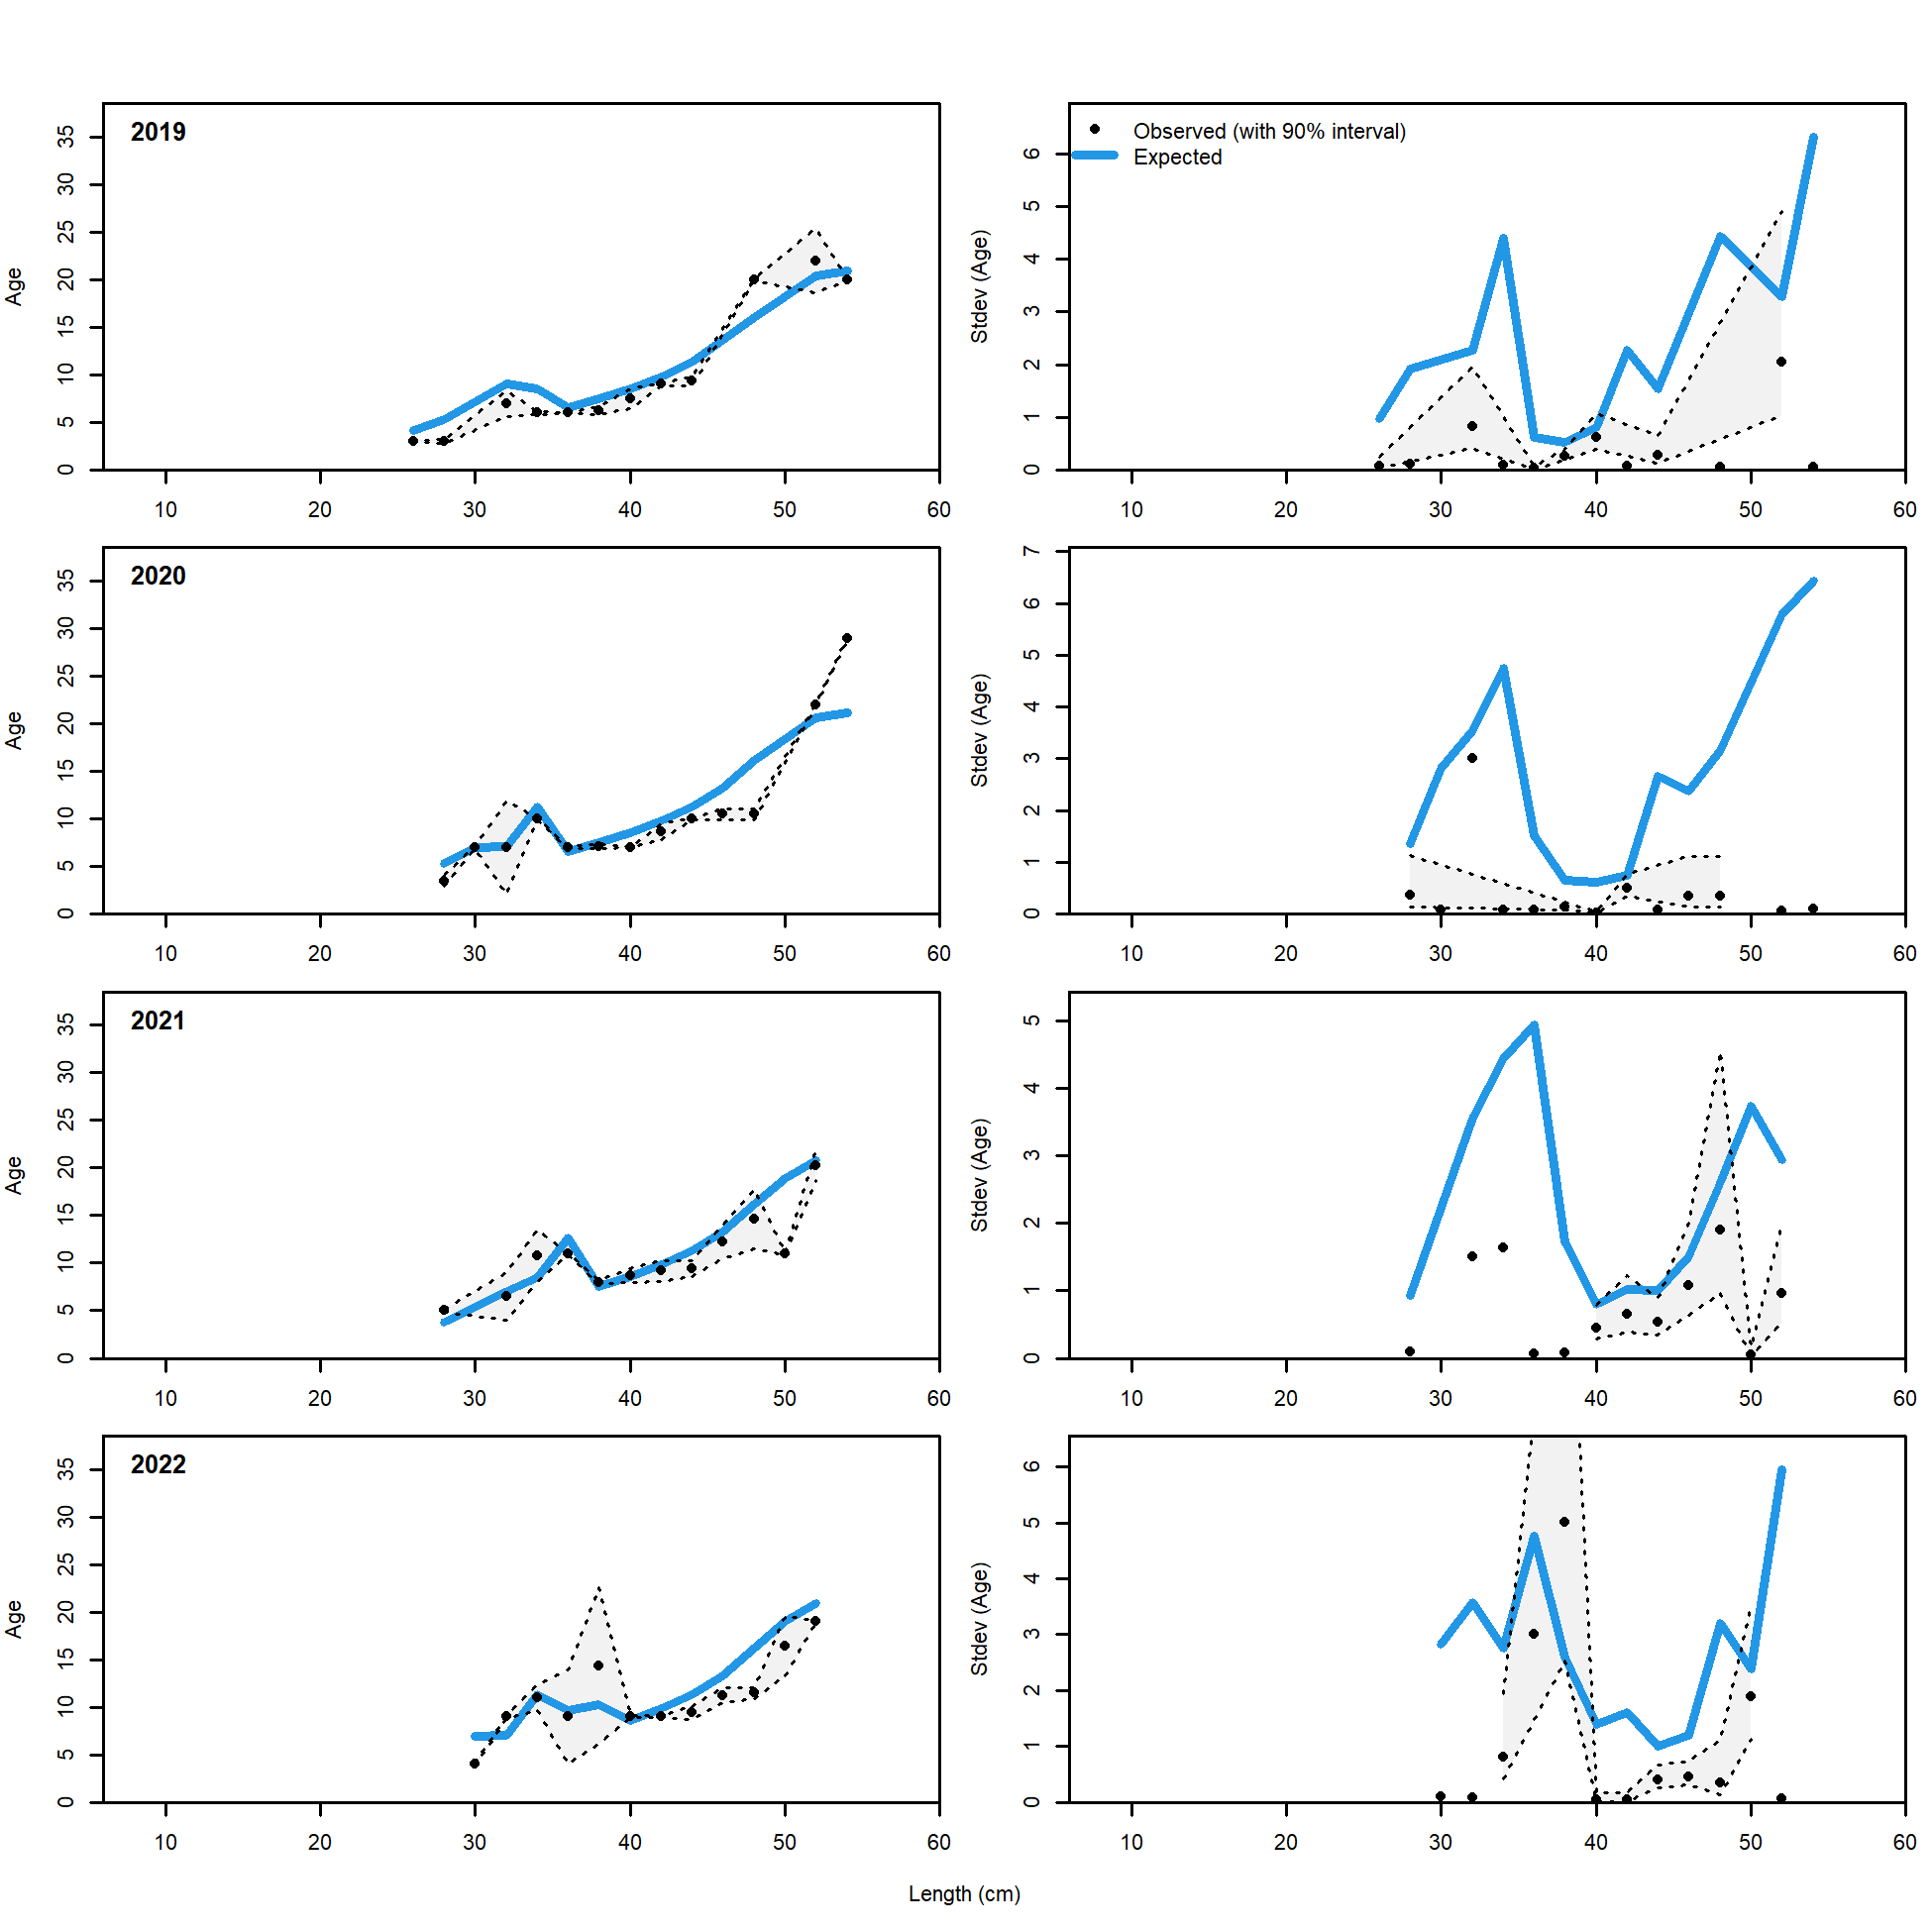 2019
Age
0 5 10 15 20 25 30 35
10 20 30 40 50 60
Observed (with 90% interval)
Expected
Stdev (Age)
0 1 2 3 4 5 6
10 20 30 40 50 60
2020
Age
0 5 10 15 20 25 30 35
10 20 30 40 50 60
Stdev (Age)
0 1 2 3 4 5 6 7
10 20 30 40 50 60
2021
Age
0 5 10 15 20 25 30 35
10 20 30 40 50 60
Stdev (Age)
0 1 2 3 4 5
10 20 30 40 50 60
2022
Age
0 5 10 15 20 25 30 35
10 20 30 40 50 60
Stdev (Age)
0 1 2 3 4 5 6
10 20 30 40 50 60
Length (cm)